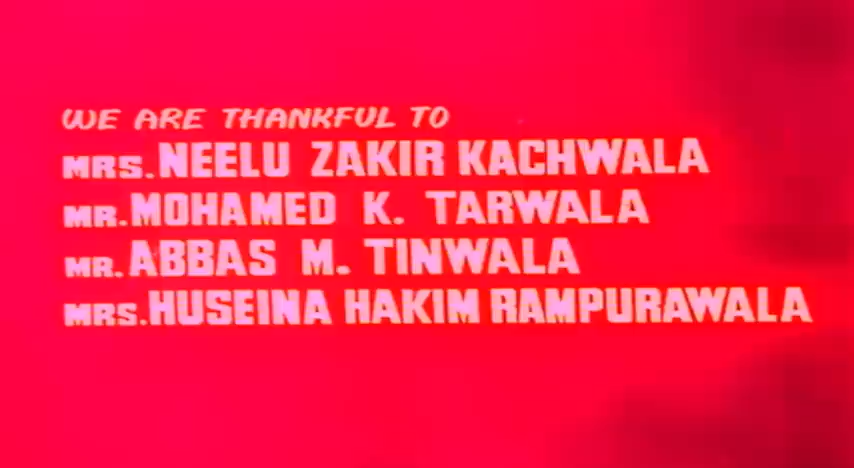 WE ARE THANKFUL TO
MRS. NEELU ZAKIR KACHWALA
MR. MOHAMED K. TARWALA
MR. ABBAS M. TINWALA
MRS. HUSEINA HAKIM RAMPURAWALA